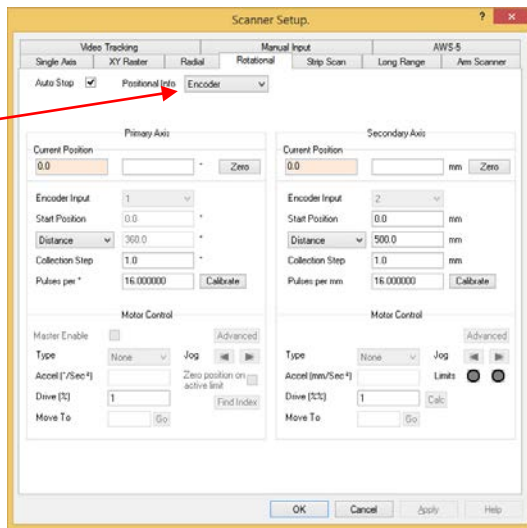 Scanner Setup.
? x
Video Tracking Manual Input AWS-5
Single Axis XY Raster Radial Rotational Strip Scan Long Range Arm Scanner
Auto Stop Positional Info Encoder
Primary Axis Secondary Axis
Current Position Current Position
0.0 ° Zero 0.0 mm Zero
Encoder Input 1 Encoder Input 2
Start Position 0.0 ° Start Position 0.0 mm
Distance 360.0 ° Distance 500.0 mm
Collection Step 1.0 ° Collection Step 1.0 mm
Pulses per ° 16.000000 Calibrate Pulses per mm 16.000000 Calibrate
Motor Control Motor Control
Master Enable Advanced Advanced
Type None Jog Type None Jog
Accel (°/Sec²) Zero position on active limit Accel (mm/Sec²) Limits
Drive (%) 1 Find Index Drive (%%) 1 Calc
Move To Go Move To Go
OK Cancel Apply Help